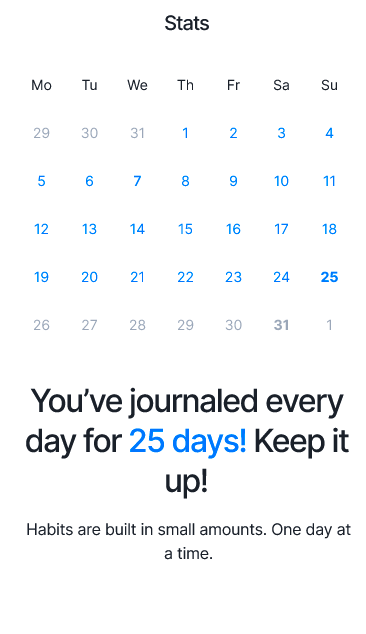 Stats
Mo Tu We Th Fr Sa Su
29 30 31 1 2 3 4
5 6 7 8 9 10 11
12 13 14 15 16 17 18
19 20 21 22 23 24 25
26 27 28 29 30 31 1
You’ve journaled every
day for 25 days! Keep it
up!
Habits are built in small amounts. One day at
a time.